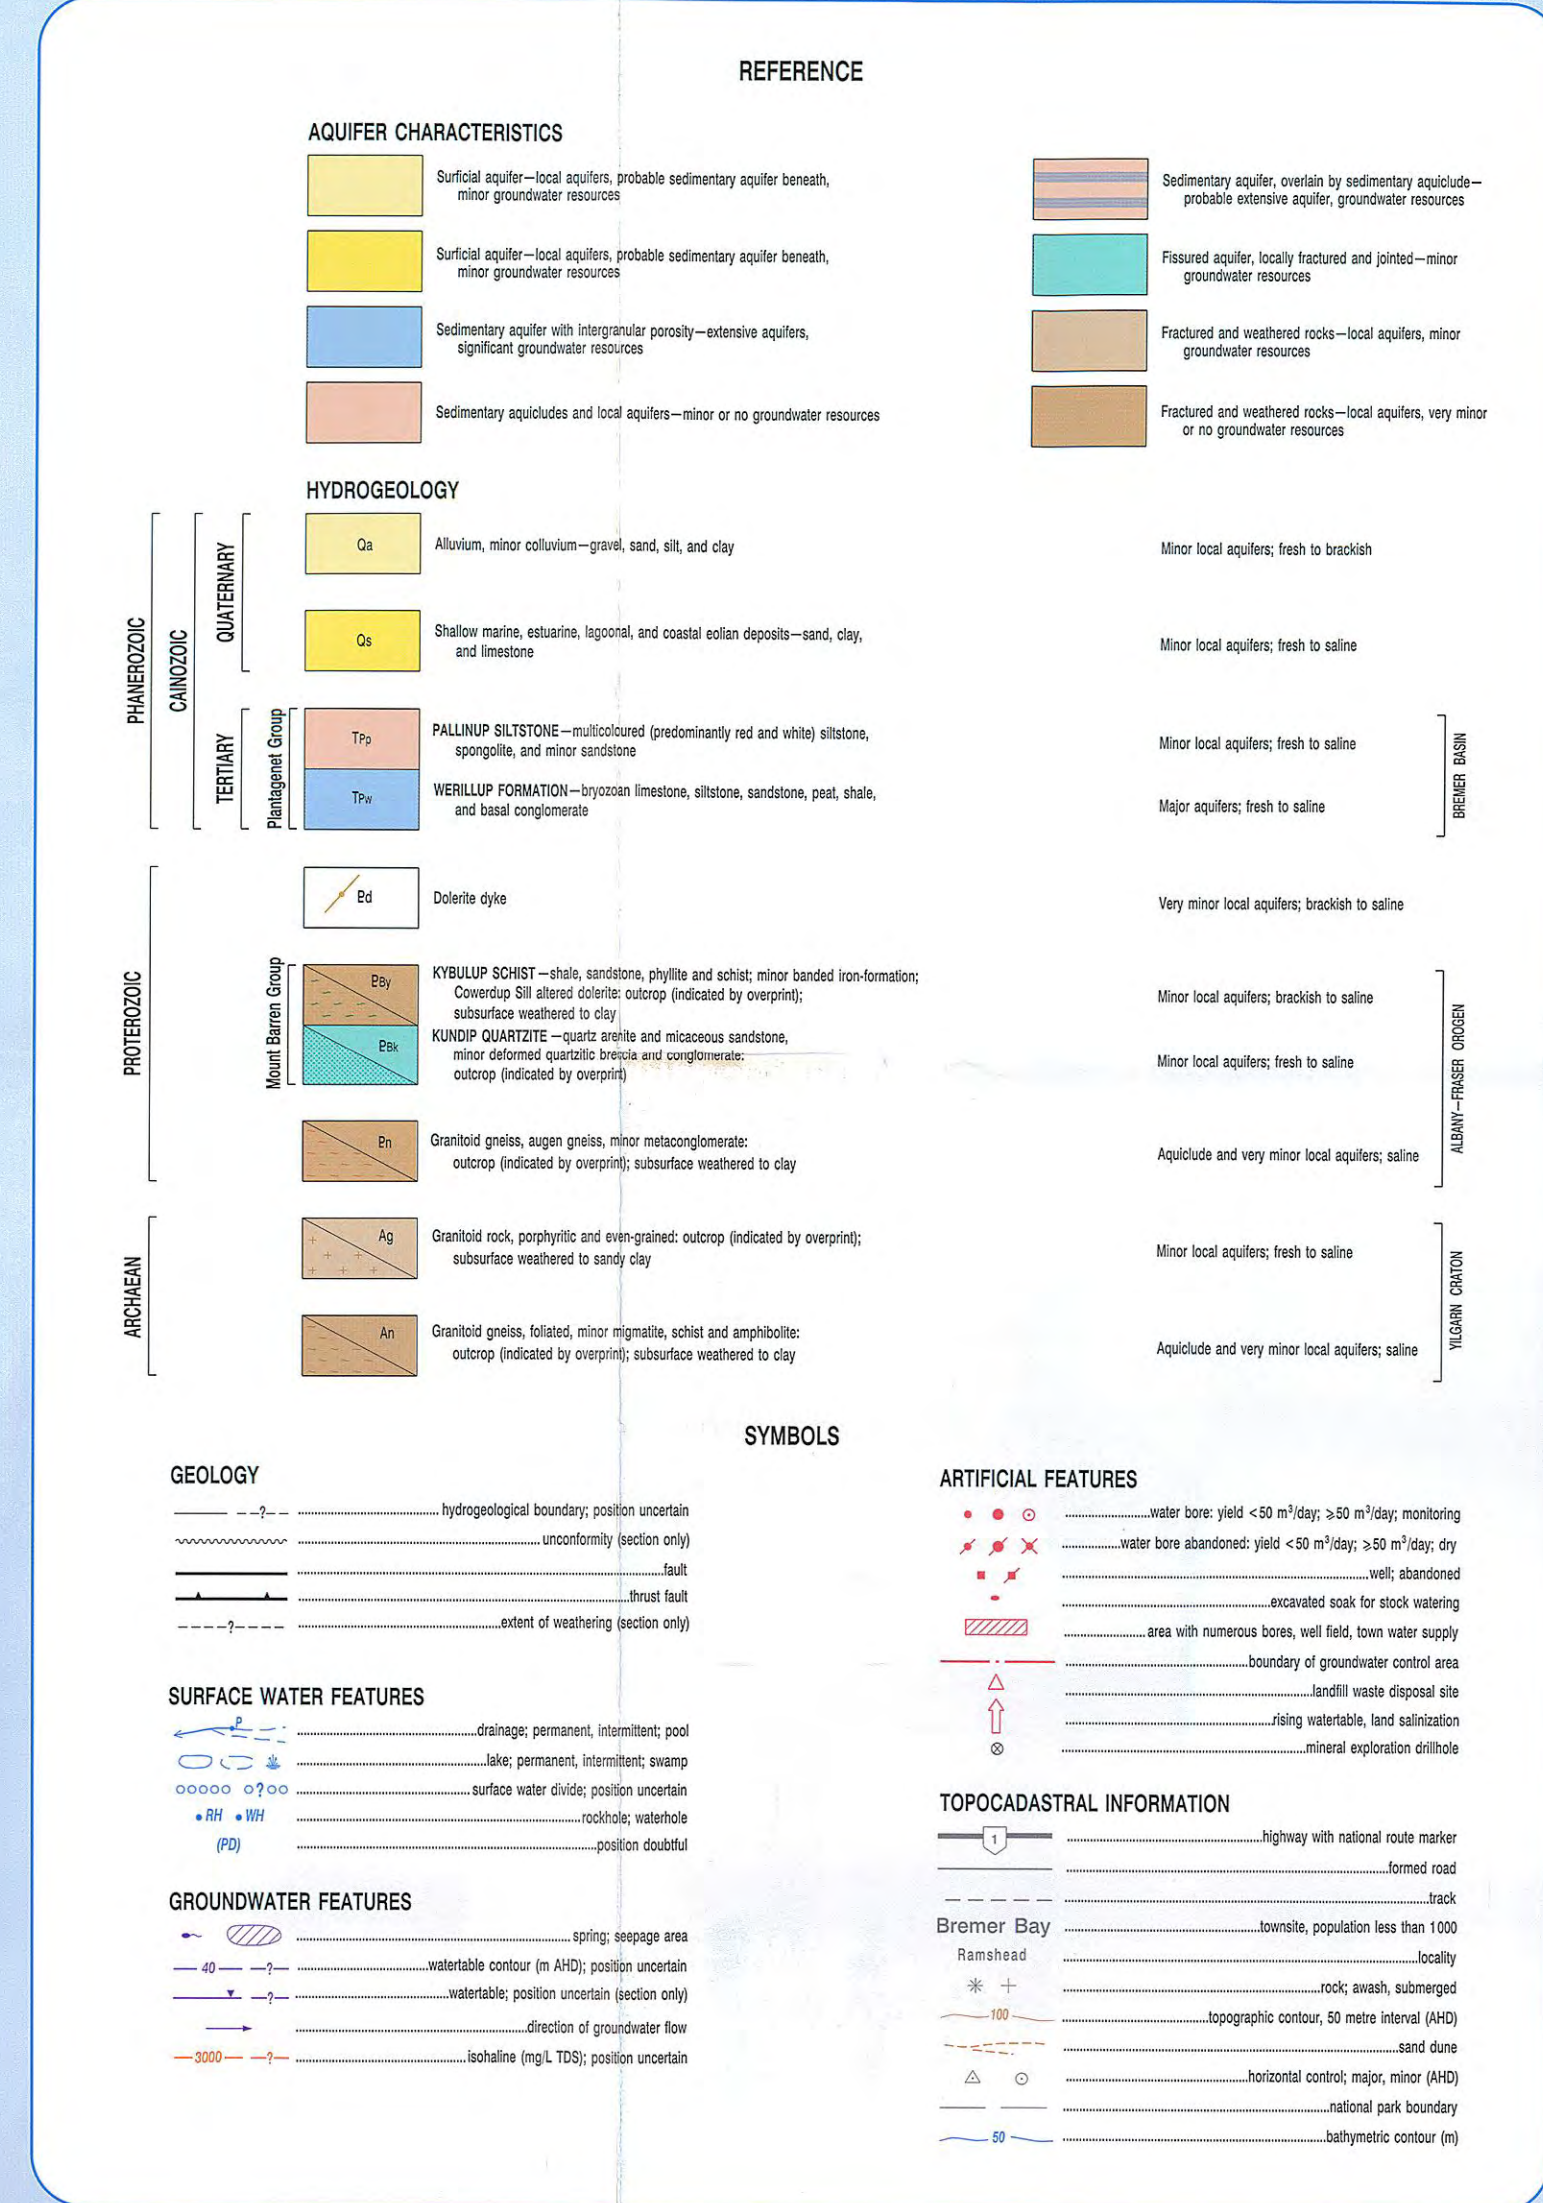 REFERENCE
AQUIFER CHARACTERISTICS
Surficial aquifer—local aquifers, probable sedimentary aquifer beneath,
minor groundwater resources
Surficial aquifer—local aquifers, probable sedimentary aquifer beneath,
minor groundwater resources
Sedimentary aquifer with intergranular porosity—extensive aquifers,
significant groundwater resources
Sedimentary aquicludes and local aquifers—minor or no groundwater resources
Sedimentary aquifer, overlain by sedimentary aquiclude—
probable extensive aquifer, groundwater resources
Fissured aquifer, locally fractured and jointed—minor
groundwater resources
Fractured and weathered rocks—local aquifers, minor
groundwater resources
Fractured and weathered rocks—local aquifers, very minor
or no groundwater resources
HYDROGEOLOGY
PHANEROZOIC
CAINOZOIC
QUATERNARY
Qa
Alluvium, minor colluvium—gravel, sand, silt, and clay
Minor local aquifers; fresh to brackish
Qs
Shallow marine, estuarine, lagoonal, and coastal eolian deposits—sand, clay,
and limestone
Minor local aquifers; fresh to saline
TERTIARY
Plantagenet Group
TPp
PALLINUP SILTSTONE—multicoloured (predominantly red and white) siltstone,
spongolite, and minor sandstone
Minor local aquifers; fresh to saline
TPw
WERILLUP FORMATION—bryozoan limestone, siltstone, sandstone, peat, shale,
and basal conglomerate
Major aquifers; fresh to saline
BREMER BASIN
PROTEROZOIC
Pd
Dolerite dyke
Very minor local aquifers; brackish to saline
Mount Barren Group
PBy
KYBULUP SCHIST—shale, sandstone, phyllite and schist; minor banded iron-formation;
Cowerdup Sill altered dolerite: outcrop (indicated by overprint);
subsurface weathered to clay
Minor local aquifers; brackish to saline
PBk
KUNDIP QUARTZITE—quartz arenite and micaceous sandstone,
minor deformed quartzitic breccia and conglomerate:
outcrop (indicated by overprint)
Minor local aquifers; fresh to saline
Pn
Granitoid gneiss, augen gneiss, minor metaconglomerate:
outcrop (indicated by overprint); subsurface weathered to clay
Aquiclude and very minor local aquifers; saline
ALBANY—FRASER OROGEN
ARCHAEAN
Ag
Granitoid rock, porphyritic and even-grained: outcrop (indicated by overprint);
subsurface weathered to sandy clay
Minor local aquifers; fresh to saline
An
Granitoid gneiss, foliated, minor migmatite, schist and amphibolite:
outcrop (indicated by overprint); subsurface weathered to clay
Aquiclude and very minor local aquifers; saline
YILGARN CRATON
SYMBOLS
GEOLOGY
? hydrogeological boundary; position uncertain
unconformity (section only)
fault
thrust fault
? extent of weathering (section only)
SURFACE WATER FEATURES
P drainage; permanent, intermittent; pool
lake; permanent, intermittent; swamp
? surface water divide; position uncertain
RH WH rockhole; waterhole
(PD) position doubtful
GROUNDWATER FEATURES
spring; seepage area
40 ? watertable contour (m AHD); position uncertain
? watertable; position uncertain (section only)
direction of groundwater flow
3000 ? isohaline (mg/L TDS); position uncertain
ARTIFICIAL FEATURES
water bore: yield <50 m³/day; ≥50 m³/day; monitoring
water bore abandoned: yield <50 m³/day; ≥50 m³/day; dry
well; abandoned
excavated soak for stock watering
area with numerous bores, well field, town water supply
boundary of groundwater control area
landfill waste disposal site
rising watertable, land salinization
mineral exploration drillhole
TOPOCADASTRAL INFORMATION
1 highway with national route marker
formed road
track
Bremer Bay townsite, population less than 1000
Ramshead locality
rock; awash, submerged
100 topographic contour, 50 metre interval (AHD)
sand dune
horizontal control; major, minor (AHD)
national park boundary
50 bathymetric contour (m)